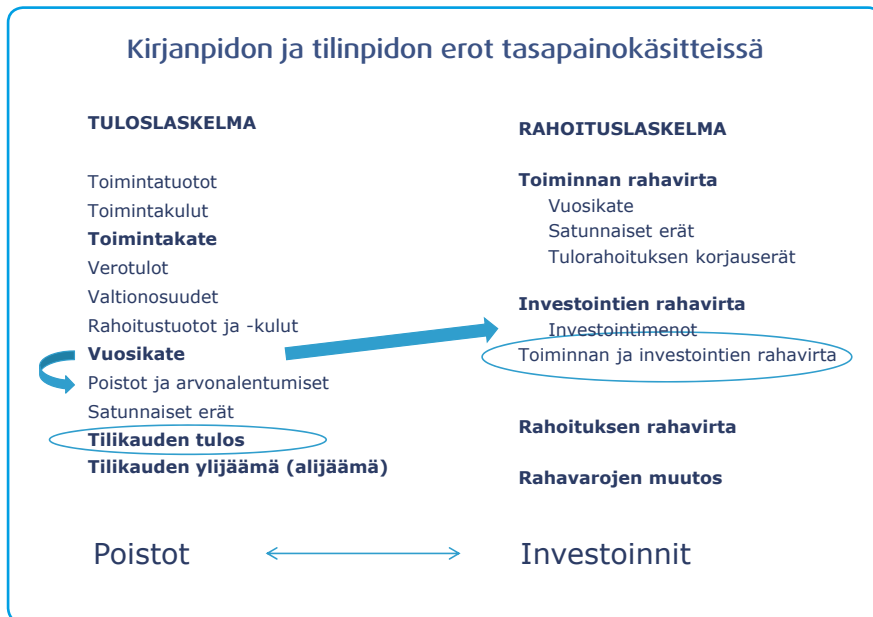 Kirjanpidon ja tilinpidon erot tasapainokäsitteissä
TULOSLASKELMA
Toimintatuotot
Toimintakulut
Toimintakate
Verotulot
Valtionosuudet
Rahoitustuotot ja -kulut
Vuosikate
Poistot ja arvonalentumiset
Satunnaiset erät
Tilikauden tulos
Tilikauden ylijäämä (alijäämä)
RAHOITUSLASKELMA
Toiminnan rahavirta
Vuosikate
Satunnaiset erät
Tulorahoituksen korjauserät
Investointien rahavirta
Investointimenot
Toiminnan ja investointien rahavirta
Rahoituksen rahavirta
Rahavarojen muutos
Poistot
Investoinnit